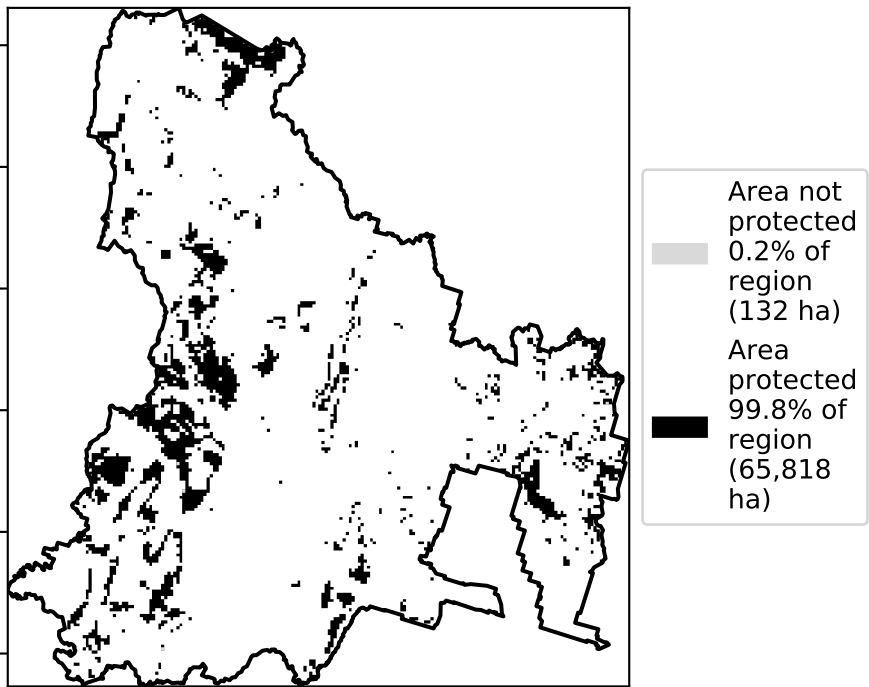 Area not
protected
0.2% of
region
(132 ha)
Area
protected
99.8% of
region
(65,818
ha)